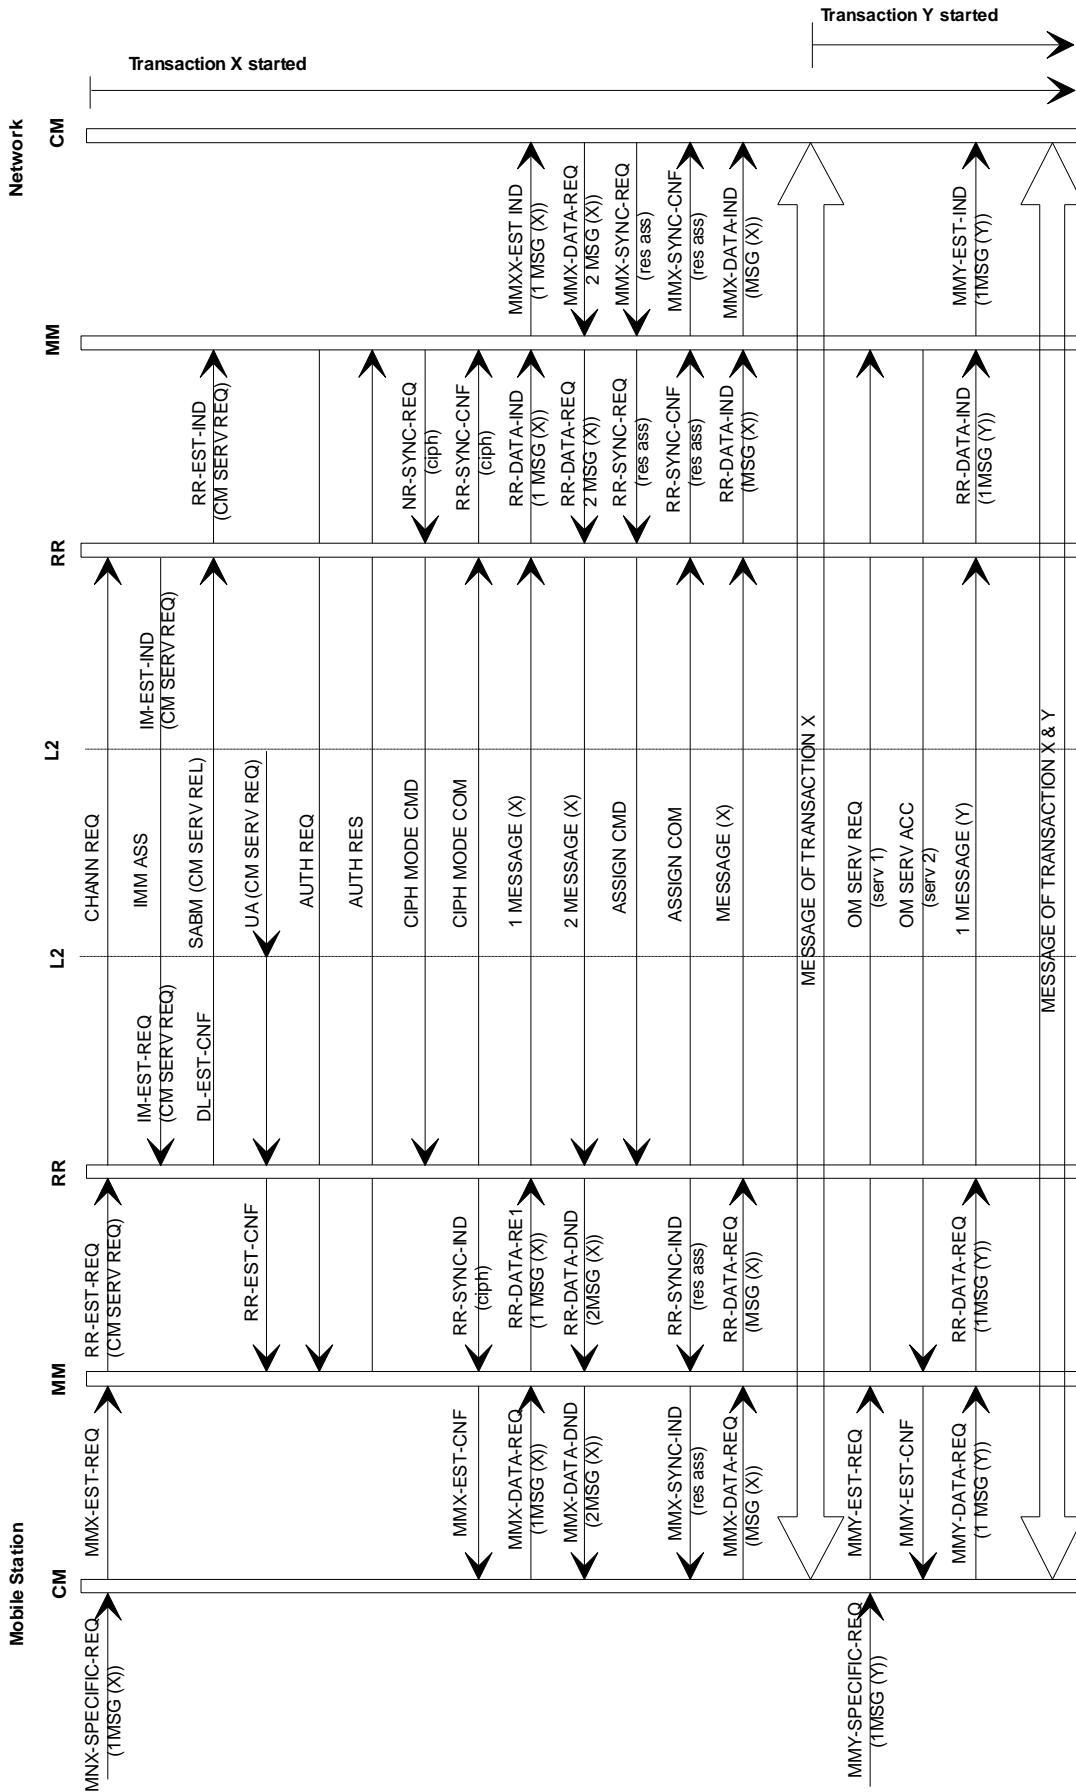 Transaction Y started
Transaction X started
Network
Mobile Station
CM
MM
RR
L2
L2
RR
MM
CM
MNX-SPECIFIC-REQ
(1MSG (X))
MMX-EST-REQ
RR-EST-REQ
(CM SERV REQ)
CHANN REQ
IM-EST-REQ
(CM SERV REQ)
IMM ASS
IM-EST-IND
(CM SERV REQ)
DL-EST-CNF
SABM (CM SERV REL)
RR-EST-IND
(CM SERV REQ)
RR-EST-CNF
UA (CM SERV REQ)
AUTH REQ
AUTH RES
CIPH MODE CMD
NR-SYNC-REQ
(ciph)
MMX-EST-CNF
RR-SYNC-IND
(ciph)
CIPH MODE COM
RR-SYNC-CNF
(ciph)
MMX-DATA-REQ
(1MSG (X))
RR-DATA-RE1
(1 MSG (X))
1 MESSAGE (X)
RR-DATA-IND
(1 MSG (X))
MMXX-EST IND
(1 MSG (X))
MMX-DATA-DND
(2MSG (X))
RR-DATA-DND
(2MSG (X))
2 MESSAGE (X)
RR-DATA-REQ
2 MSG (X))
MMX-DATA-REQ
2 MSG (X))
ASSIGN CMD
RR-SYNC-REQ
(res ass)
MMX-SYNC-REQ
(res ass)
MMX-SYNC-IND
(res ass)
RR-SYNC-IND
(res ass)
ASSIGN COM
RR-SYNC-CNF
(res ass)
MMX-SYNC-CNF
(res ass)
MMX-DATA-REQ
(MSG (X))
RR-DATA-REQ
(MSG (X))
MESSAGE (X)
RR-DATA-IND
(MSG (X))
MMX-DATA-IND
(MSG (X))
MESSAGE OF TRANSACTION X
MMY-SPECIFIC-REQ
(1MSG (Y))
MMY-EST-REQ
OM SERV REQ
(serv 1)
MMY-EST-CNF
OM SERV ACC
(serv 2)
MMY-DATA-REQ
(1 MSG (Y))
RR-DATA-REQ
(1MSG (Y))
1 MESSAGE (Y)
RR-DATA-IND
(1MSG (Y))
MMY-EST-IND
(1MSG (Y))
MESSAGE OF TRANSACTION X & Y